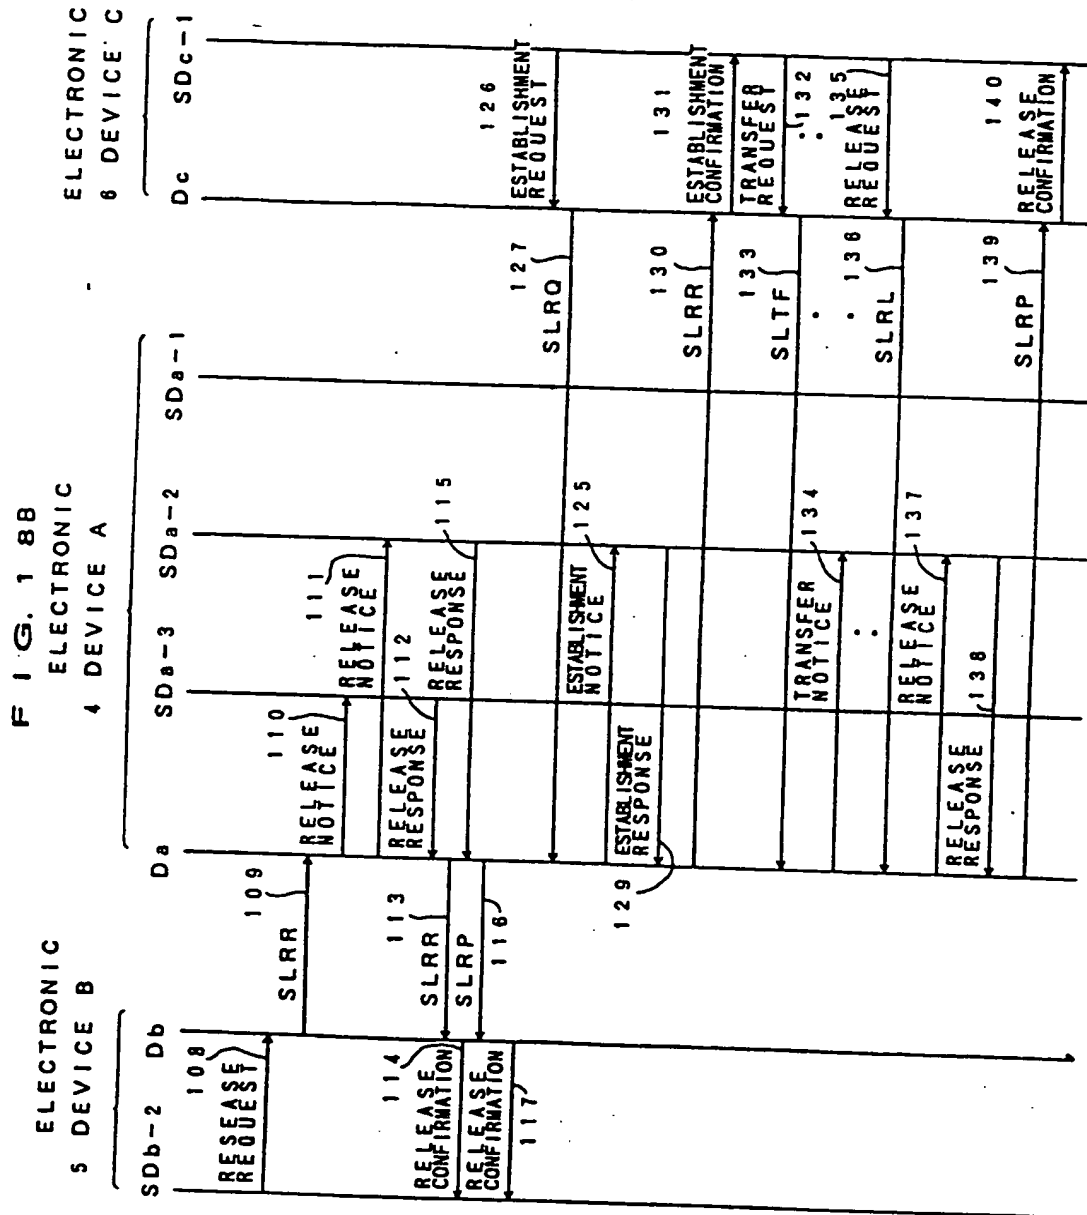 F I G. 1 8B
ELECTRONIC
5 DEVICE B
ELECTRONIC
4 DEVICE A
ELECTRONIC
6 DEVICE C
SDb-2
Db
Da
SDa-3
SDa-2
SDa-1
Dc
SDc-1
108
RESEASE
REQUEST
109
SLRR
110
RELEASE
NOTICE
111
RELEASE
NOTICE
112
RELEASE
RESPONSE
113
SLRR
114
RELEASE
CONFIRMATION
115
RELEASE
RESPONSE
116
SLRP
117
RELEASE
CONFIRMATION
126
ESTABLISHMENT
REQUEST
127
SLRQ
125
ESTABLISHMENT
NOTICE
129
ESTABLISHMENT
RESPONSE
130
SLRR
131
ESTABLISHMENT
CONFIRMATION
132
TRANSFER
REQUEST
133
SLTF
134
TRANSFER
NOTICE
135
RELEASE
REQUEST
136
SLRL
137
RELEASE
NOTICE
138
RELEASE
RESPONSE
139
SLRP
140
RELEASE
CONFIRMATION